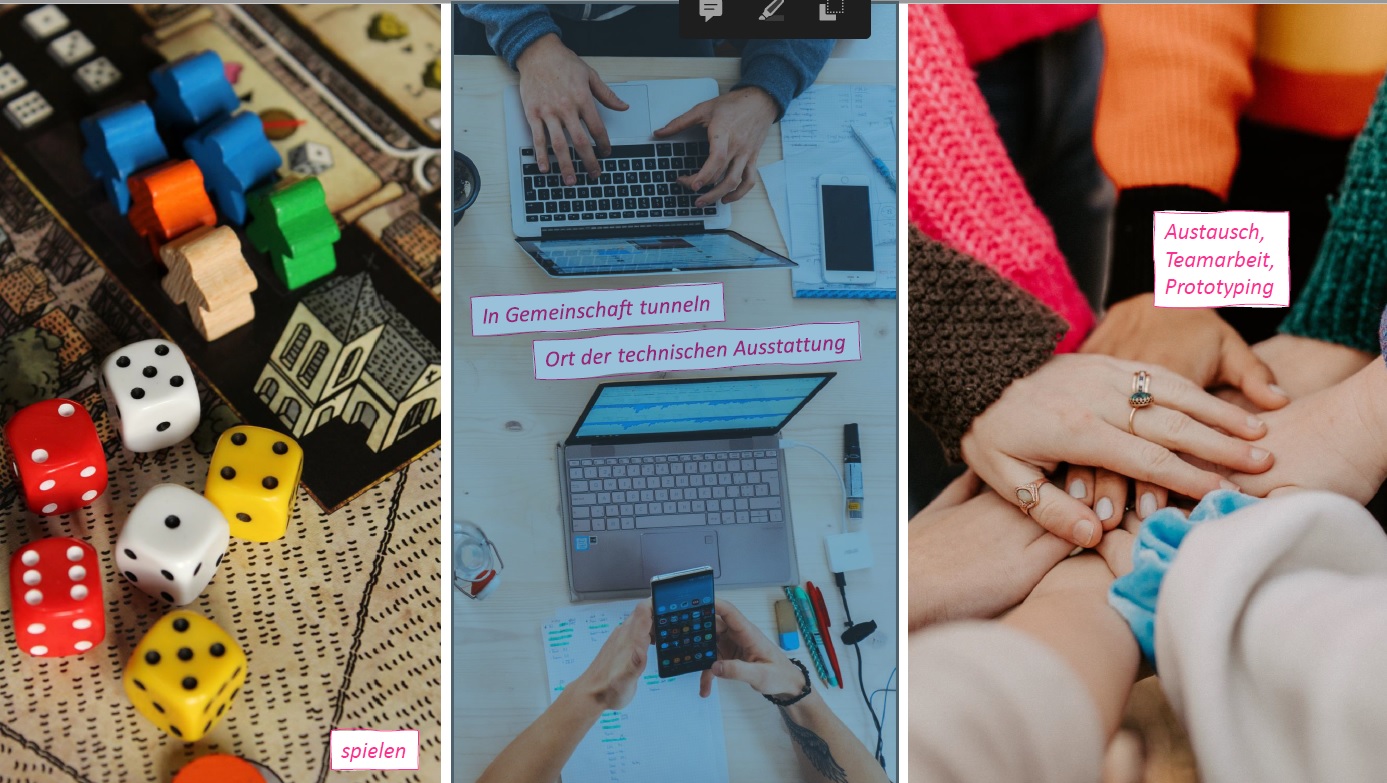 spielen
In Gemeinschaft tunneln
Ort der technischen Ausstattung
Austausch,
Teamarbeit,
Prototyping